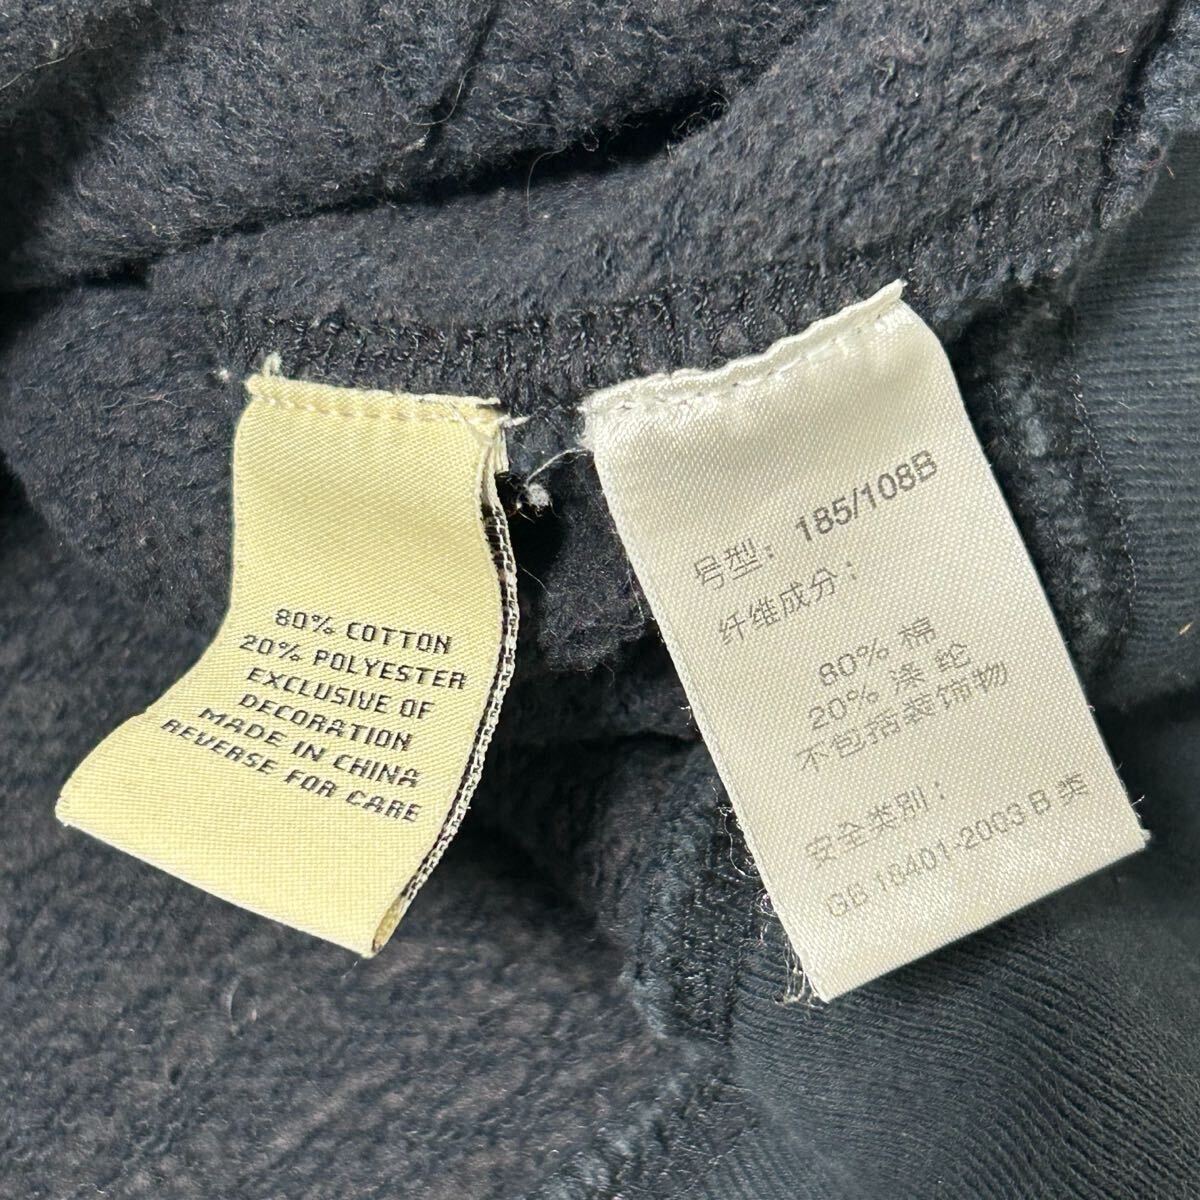 80% COTTON
20% POLYESTER
EXCLUSIVE OF
DECORATION
MADE IN CHINA
REVERSE FOR CARE
号型：185/108B
纤维成分：
80% 棉
20% 涤 纶
不包括装饰物
安全类别：
GB 18401-2003 B 类